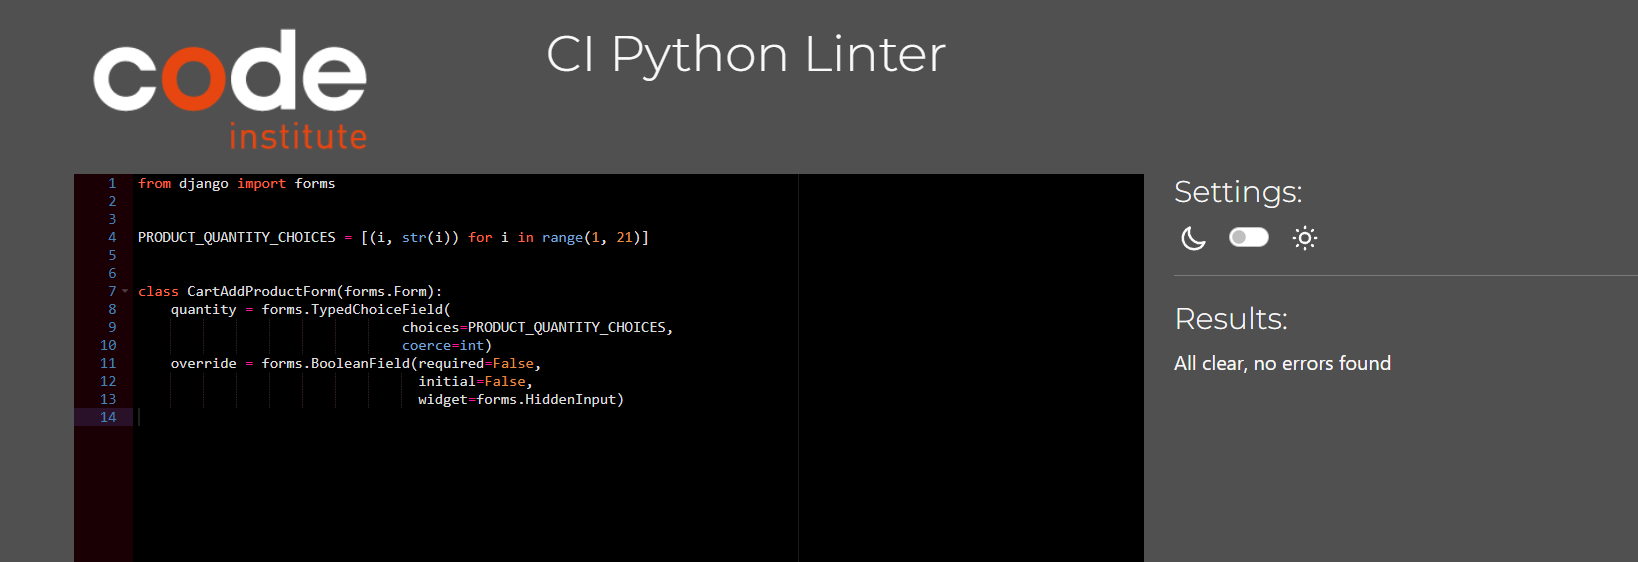 code
institute
CI Python Linter
1 from django import forms
2
3
4 PRODUCT_QUANTITY_CHOICES = [(i, str(i)) for i in range(1, 21)]
5
6
7 class CartAddProductForm(forms.Form):
8     quantity = forms.TypedChoiceField(
9                                 choices=PRODUCT_QUANTITY_CHOICES,
10                                 coerce=int)
11     override = forms.BooleanField(required=False,
12                                   initial=False,
13                                   widget=forms.HiddenInput)
14
Settings:
Results:
All clear, no errors found